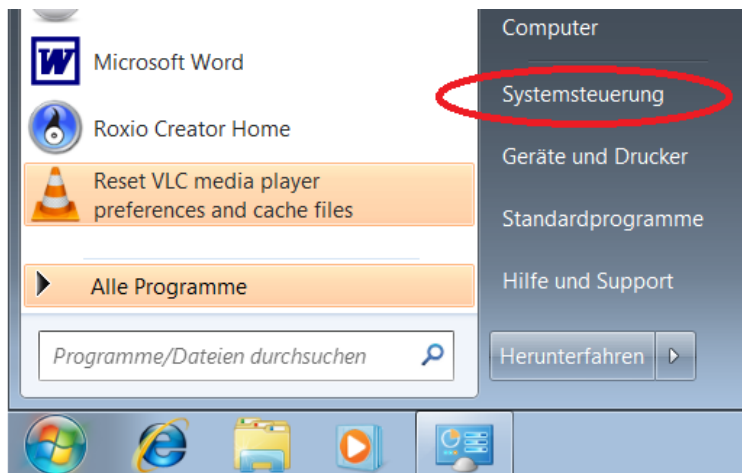 Microsoft Word
Roxio Creator Home
Reset VLC media player
preferences and cache files
Alle Programme
Programme/Dateien durchsuchen
Computer
Systemsteuerung
Geräte und Drucker
Standardprogramme
Hilfe und Support
Herunterfahren